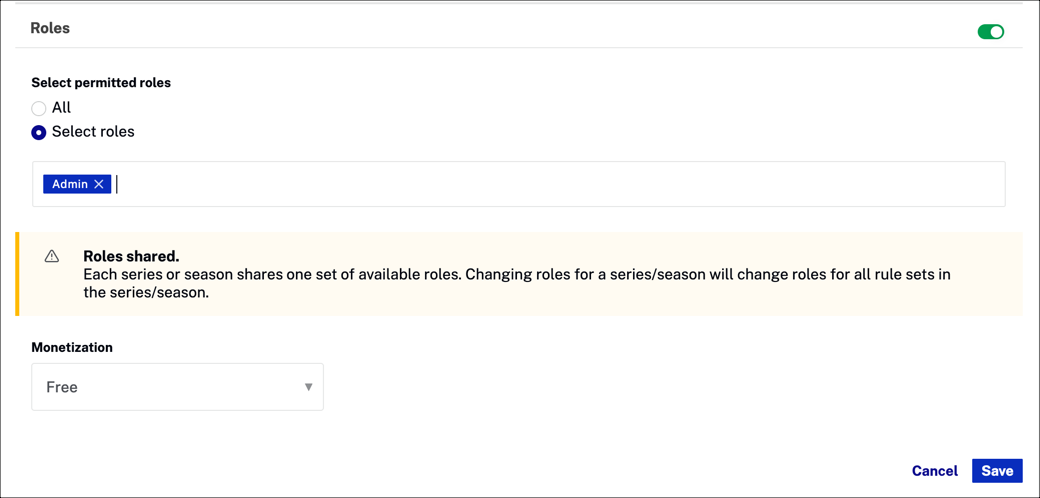 Roles
Select permitted roles
All
Select roles
Admin
Roles shared.
Each series or season shares one set of available roles. Changing roles for a series/season will change roles for all rule sets in
the series/season.
Monetization
Free
Cancel Save